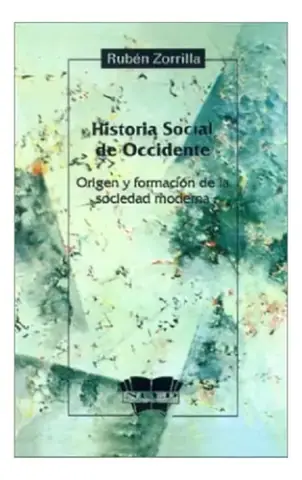 Rubén Zorrilla
Historia Social
de Occidente
Origen y formación de la
sociedad moderna